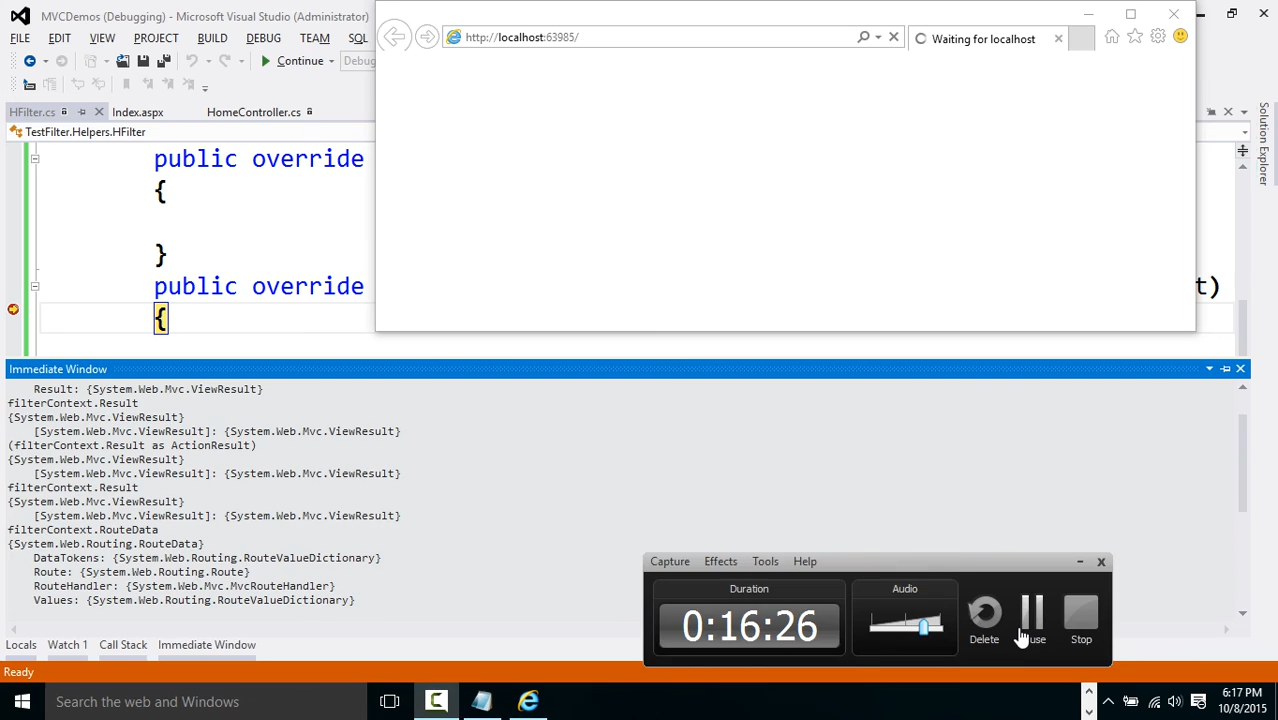 MVCDemos (Debugging) - Microsoft Visual Studio (Administrator)
FILE EDIT VIEW PROJECT BUILD DEBUG TEAM SQL
Continue Debug
HFilter.cs Index.aspx HomeController.cs
TestFilter.Helpers.HFilter
http://localhost:63985/
Waiting for localhost
Solution Explorer
public override
{
}
public override t)
{
Immediate Window
Result: {System.Web.Mvc.ViewResult}
filterContext.Result
{System.Web.Mvc.ViewResult}
[System.Web.Mvc.ViewResult]: {System.Web.Mvc.ViewResult}
(filterContext.Result as ActionResult)
{System.Web.Mvc.ViewResult}
[System.Web.Mvc.ViewResult]: {System.Web.Mvc.ViewResult}
filterContext.Result
{System.Web.Mvc.ViewResult}
[System.Web.Mvc.ViewResult]: {System.Web.Mvc.ViewResult}
filterContext.RouteData
{System.Web.Routing.RouteData}
DataTokens: {System.Web.Routing.RouteValueDictionary}
Route: {System.Web.Routing.Route}
RouteHandler: {System.Web.Mvc.MvcRouteHandler}
Values: {System.Web.Routing.RouteValueDictionary}
Capture Effects Tools Help
Duration
0:16:26
Audio
Delete
Stop
Locals Watch 1 Call Stack Immediate Window
Ready
Search the web and Windows
6:17 PM
10/8/2015